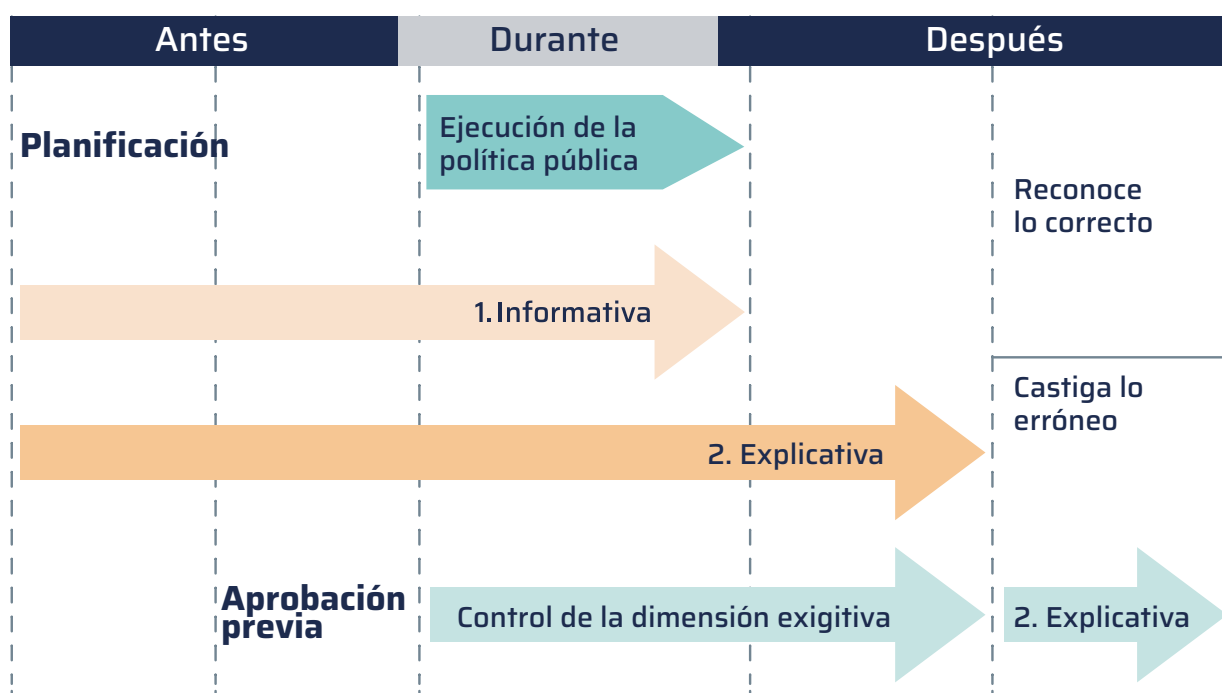 Antes
Durante
Después
Planificación
Ejecución de la
política pública
Reconoce
lo correcto
1.Informativa
Castiga lo
erróneo
2. Explicativa
Aprobación
previa
Control de la dimensión exigitiva
2. Explicativa